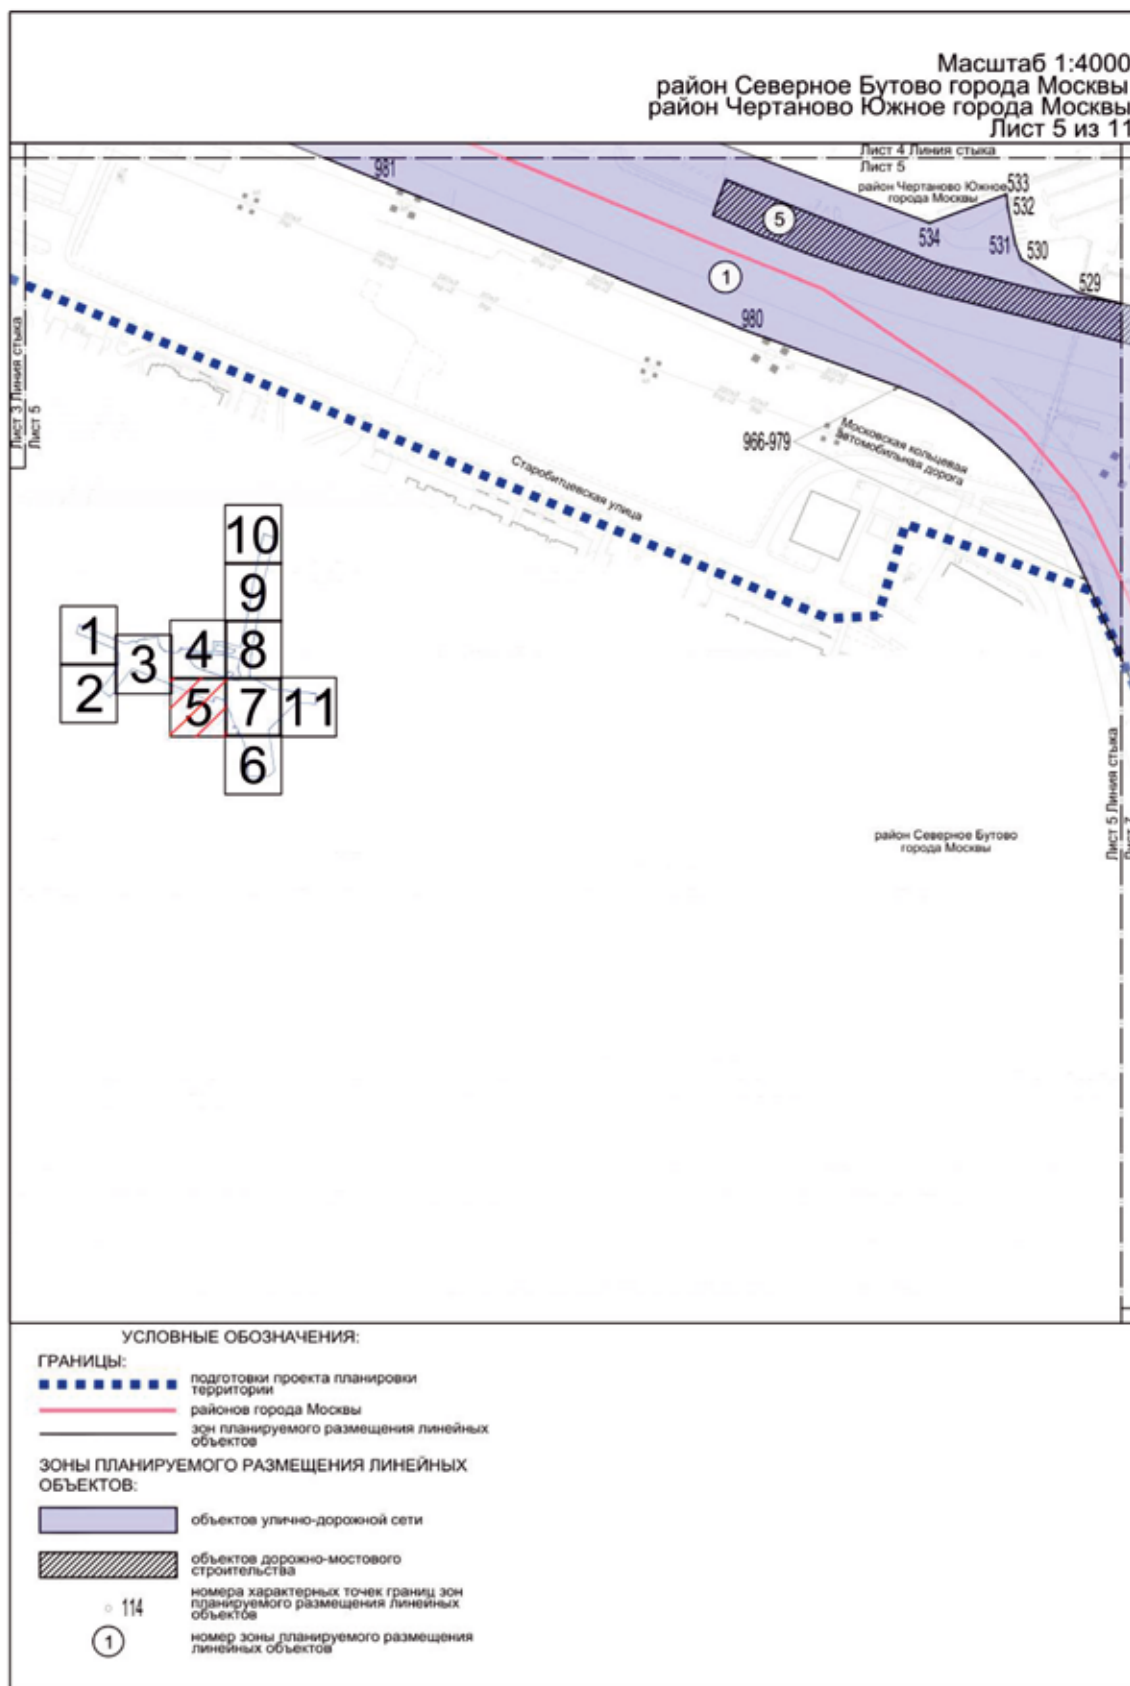 Масштаб 1:4000
район Северное Бутово города Москвы
район Чертаново Южное города Москвы
Лист 5 из 11
Лист 4 Линия стыка
Лист 5
район Чертаново Южное
города Москвы
981
533
532
534
531
530
529
5
1
980
966-979
Московская кольцевая
автомобильная дорога
Старобитцевская улица
Лист 3 Линия стыка
Лист 5
10
9
1
4
8
3
2
5
7
11
6
Лист 5 Линия стыка
Лист 7
район Северное Бутово
города Москвы
УСЛОВНЫЕ ОБОЗНАЧЕНИЯ:
ГРАНИЦЫ:
подготовки проекта планировки
территории
районов города Москвы
зон планируемого размещения линейных
объектов
ЗОНЫ ПЛАНИРУЕМОГО РАЗМЕЩЕНИЯ ЛИНЕЙНЫХ
ОБЪЕКТОВ:
объектов улично-дорожной сети
объектов дорожно-мостового
строительства
114
номера характерных точек границ зон
планируемого размещения линейных
объектов
1
номер зоны планируемого размещения
линейных объектов